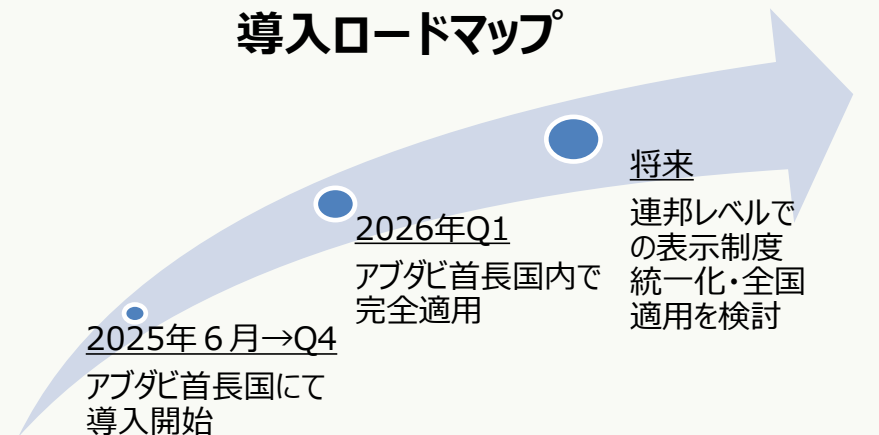 導入ロードマップ
2025年６月→Q4
アブダビ首長国にて
導入開始
2026年Q1
アブダビ首長国内で
完全適用
将来
連邦レベルで
の表示制度
統一化・全国
適用を検討